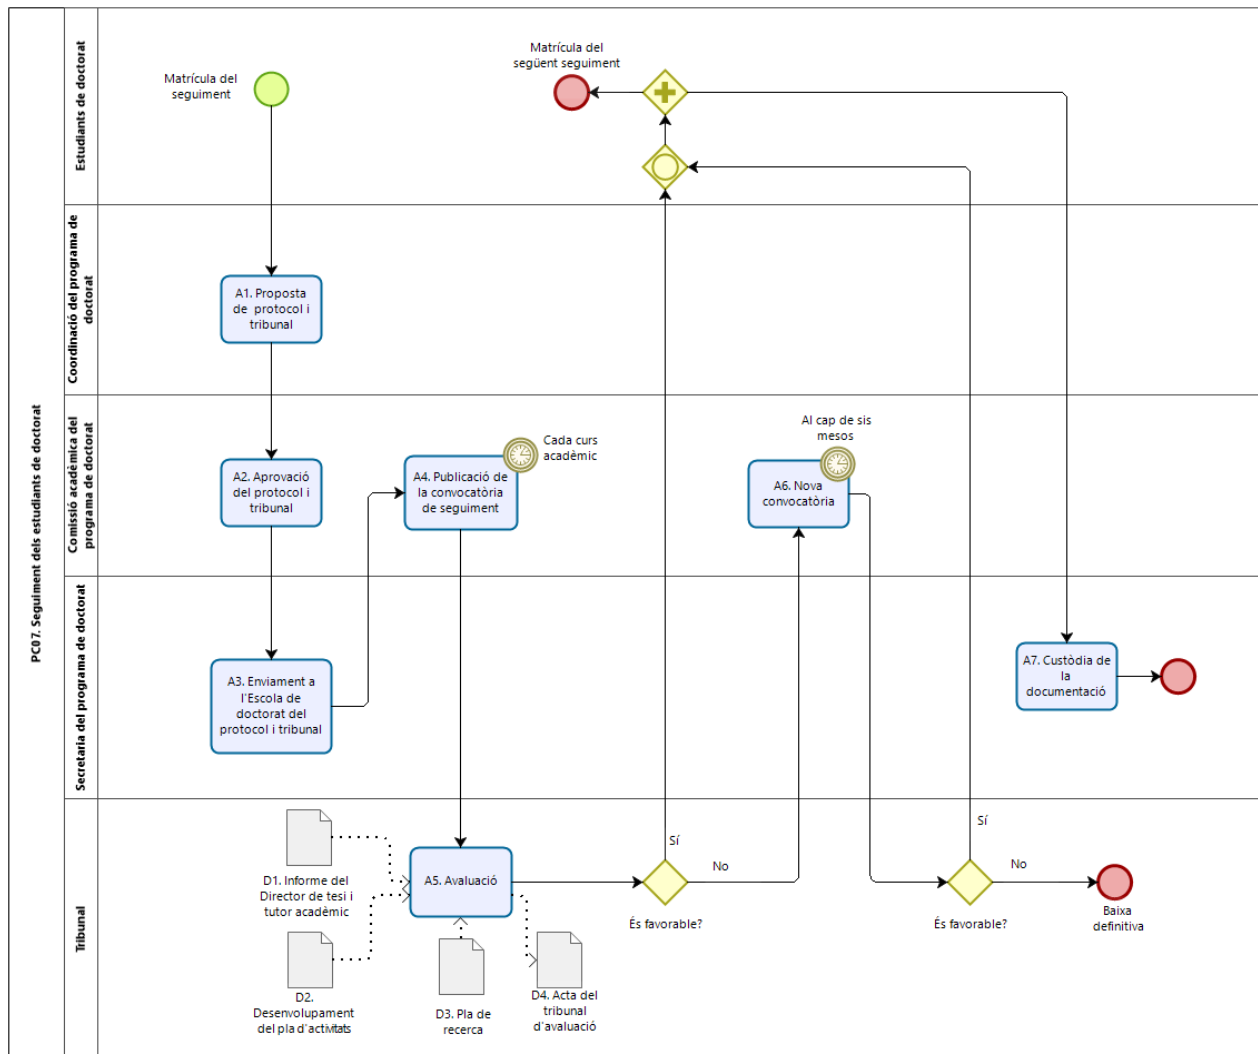 PC07. Seguiment dels estudiants de doctorat
Estudiants de doctorat
Matrícula del
seguiment
Matrícula del
següent seguiment
Coordinació del programa de
doctorat
A1. Proposta
de protocol i
tribunal
Comissió acadèmica del
programa de doctorat
A2. Aprovació
del protocol i
tribunal
A4. Publicació de
la convocatòria
de seguiment
Cada curs
acadèmic
Al cap de sis
mesos
A6. Nova
convocatòria
Secretaria del programa de doctorat
A3. Enviament a
l'Escola de
doctorat del
protocol i tribunal
A7. Custòdia de
la
documentació
Tribunal
D1. Informe del
Director de tesi i
tutor acadèmic
D2.
Desenvolupament
del pla d'activitats
A5. Avaluació
D3. Pla de
recerca
D4. Acta del
tribunal
d'avaluació
Sí
No
És favorable?
Sí
No
És favorable?
Baixa
definitiva